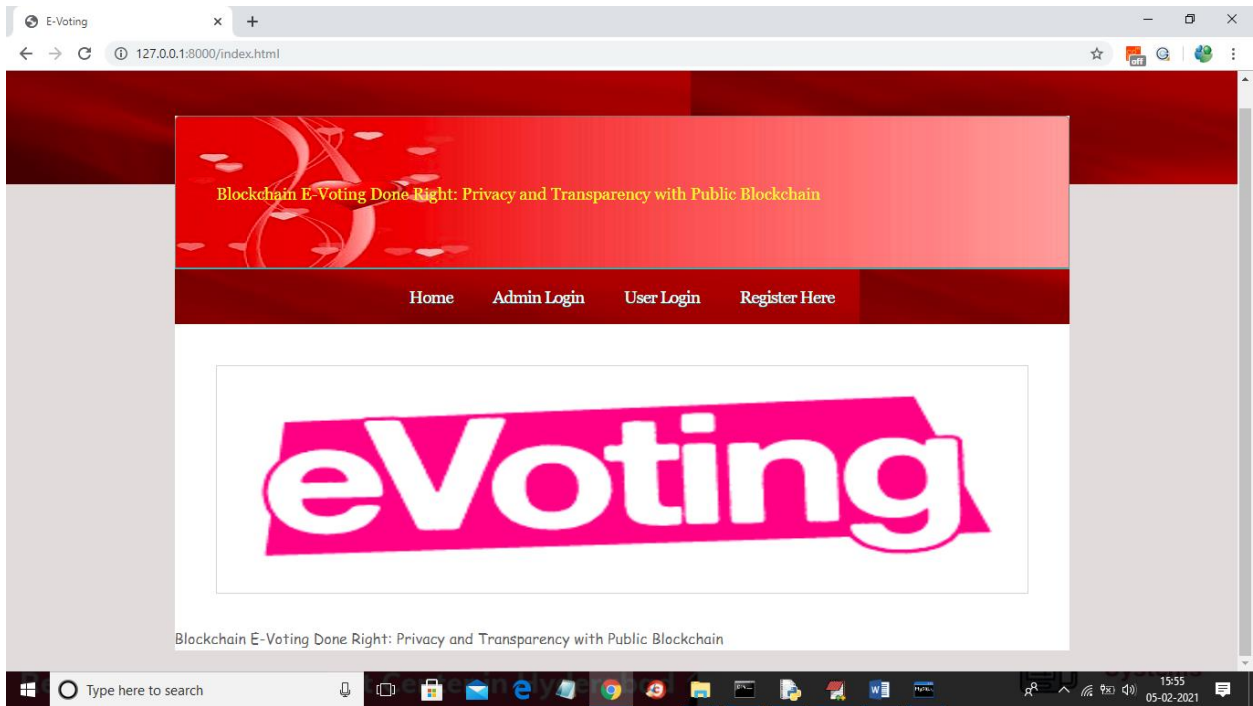 E-Voting
127.0.0.1:8000/index.html
off
Blockchain E-Voting Done Right: Privacy and Transparency with Public Blockchain
Home Admin Login User Login Register Here
eVoting
Blockchain E-Voting Done Right: Privacy and Transparency with Public Blockchain
Type here to search
15:55
05-02-2021